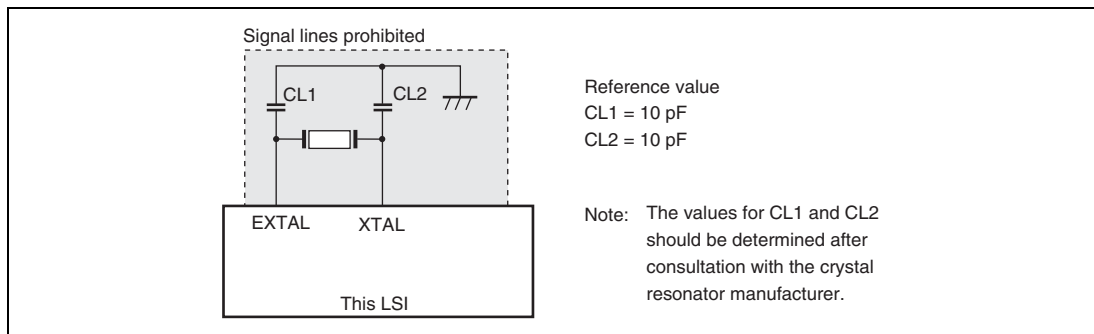 Signal lines prohibited
CL1
CL2
EXTAL
XTAL
This LSI
Reference value
CL1 = 10 pF
CL2 = 10 pF
Note: The values for CL1 and CL2
should be determined after
consultation with the crystal
resonator manufacturer.